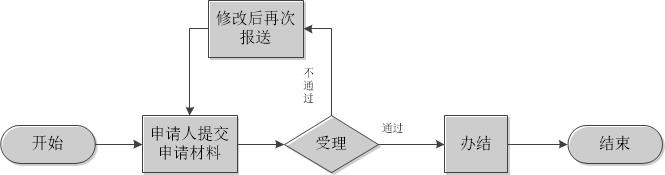 修改后再次
报送
不
通
过
开始
申请人提交
申请材料
受理
通过
办结
结束